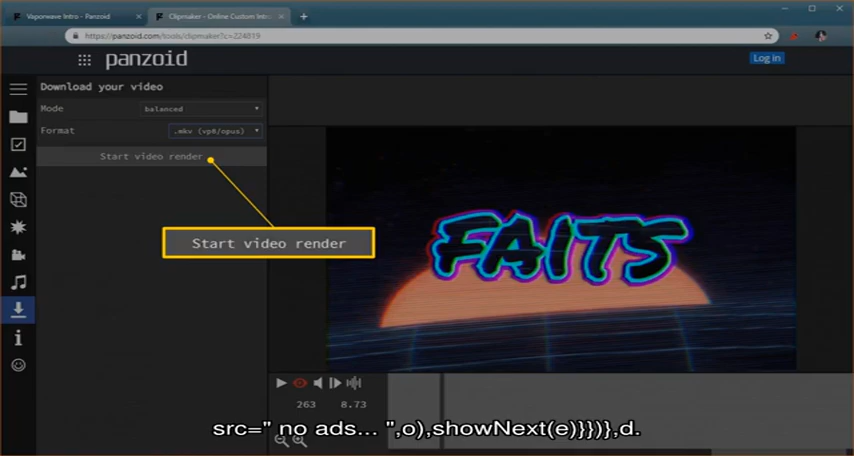 Vaporwave Intro - Panzoid
Clipmaker - Online Custom Intro
https://panzoid.com/tools/clipmaker?c=224819
panzoid
Log in
Download your video
Mode
balanced
Format
.mkv (vp8/opus)
Start video render
Start video render
FAITS
263
8.73
src=" no ads... ",o),showNext(e)}})},d.